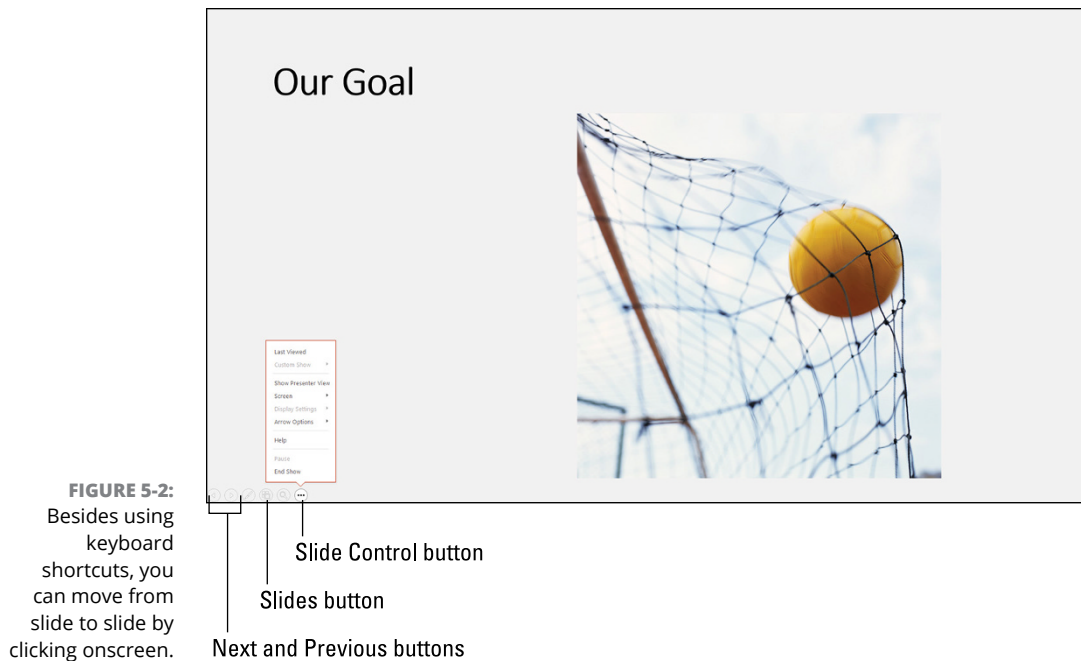 Our Goal
Last Viewed
Custom Show
Show Presenter View
Screen
Display Settings
Arrow Options
Help
Pause
End Show
FIGURE 5-2:
Besides using
keyboard
shortcuts, you
can move from
slide to slide by
clicking onscreen.
Slide Control button
Slides button
Next and Previous buttons